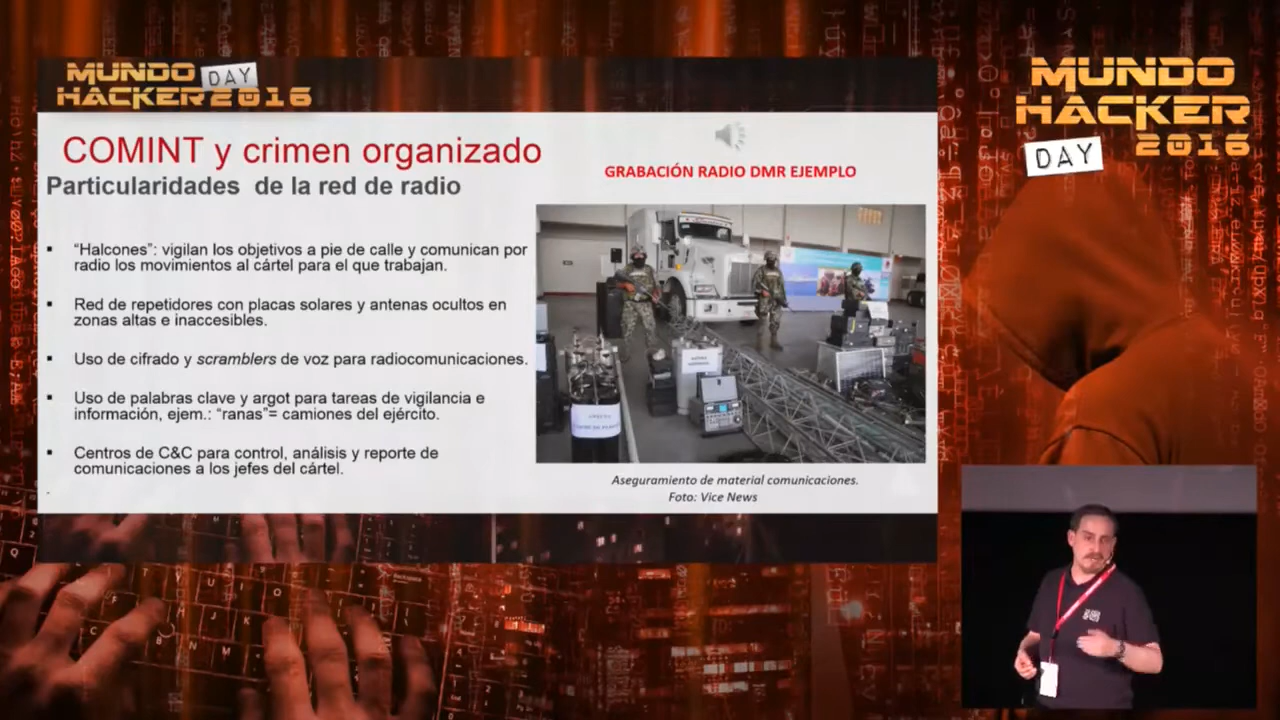 MUNDO
DAY
HACKER 2016
COMINT y crimen organizado
Particularidades de la red de radio
GRABACIÓN RADIO DMR EJEMPLO
▪ “Halcones”: vigilan los objetivos a pie de calle y comunican por
radio los movimientos al cártel para el que trabajan.
▪ Red de repetidores con placas solares y antenas ocultos en
zonas altas e inaccesibles.
▪ Uso de cifrado y scramblers de voz para radiocomunicaciones.
▪ Uso de palabras clave y argot para tareas de vigilancia e
información, ejem.: “ranas”= camiones del ejército.
▪ Centros de C&C para control, análisis y reporte de
comunicaciones a los jefes del cártel.
.
Aseguramiento de material comunicaciones.
Foto: Vice News
MUNDO
HACKER
2016
DAY